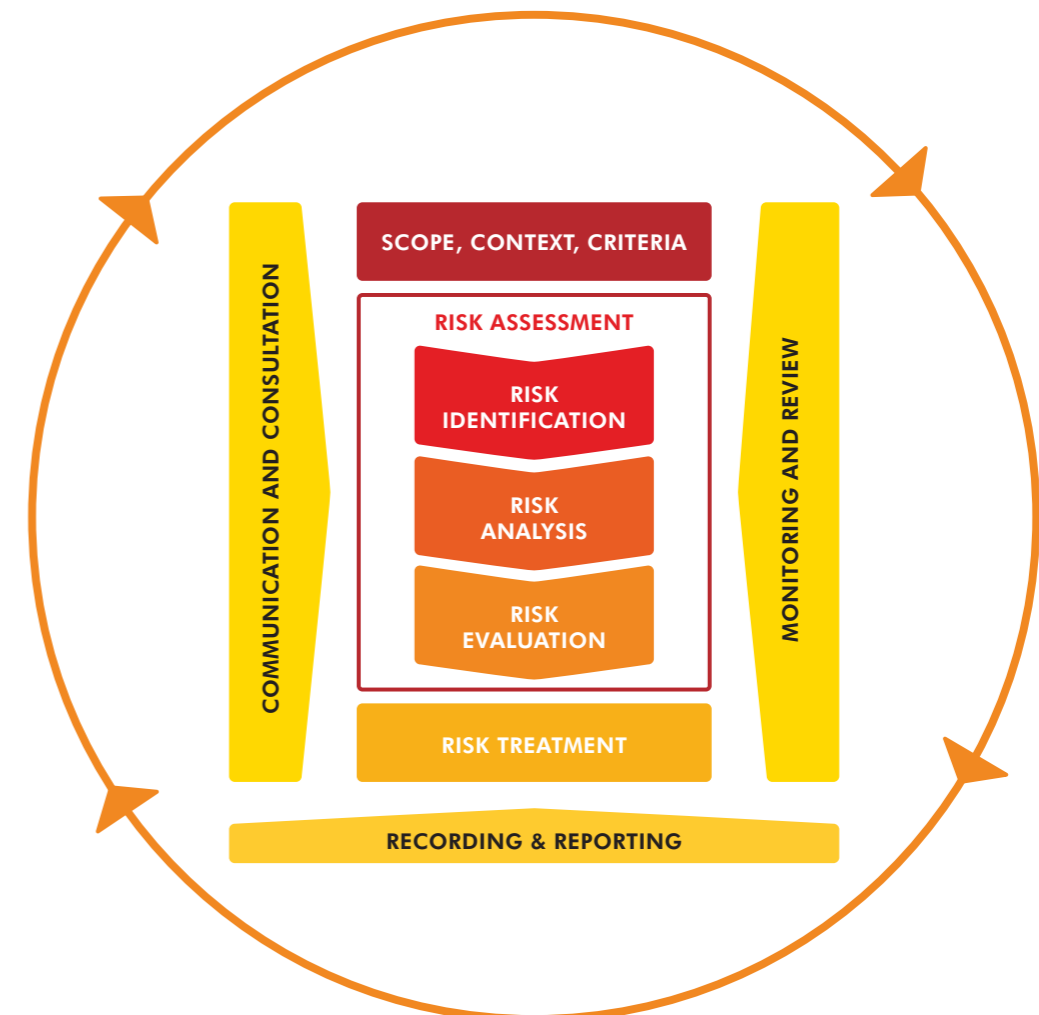 SCOPE, CONTEXT, CRITERIA
RISK ASSESSMENT
RISK
IDENTIFICATION
RISK
ANALYSIS
RISK
EVALUATION
RISK TREATMENT
COMMUNICATION AND CONSULTATION
MONITORING AND REVIEW
RECORDING & REPORTING